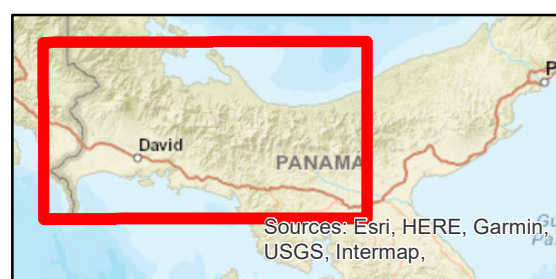 P
David
PANAMA
Sources: Esri, HERE, Garmin,
USGS, Intermap,